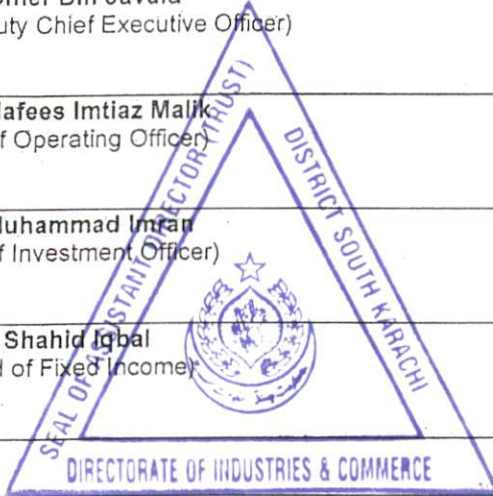 uty Chief Executive Officer)
afees Imtiaz Malik
f Operating Officer)
uhammad Imran
f Investment Officer)
Shahid Iqbal
d of Fixed Income)
SEAL OF ASSISTANT DIRECTOR (TRUST)
DISTRICT SOUTH KARACHI
DIRECTORATE OF INDUSTRIES & COMMERCE